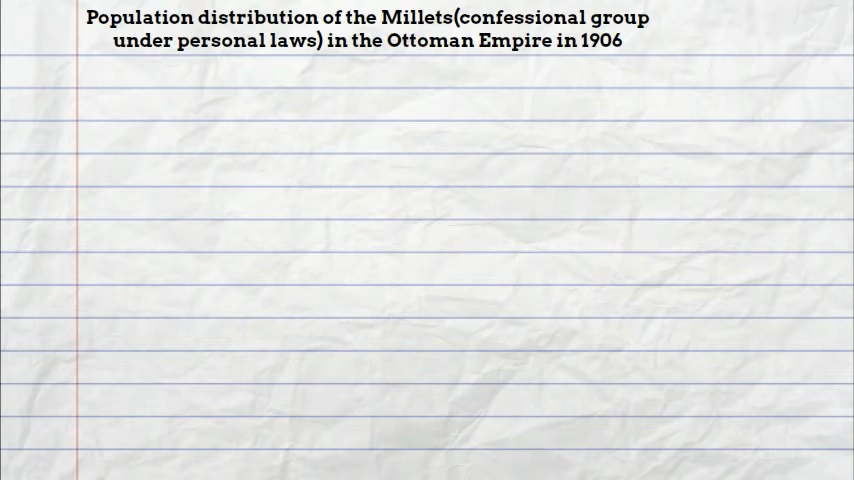 Population distribution of the Millets(confessional group
under personal laws) in the Ottoman Empire in 1906